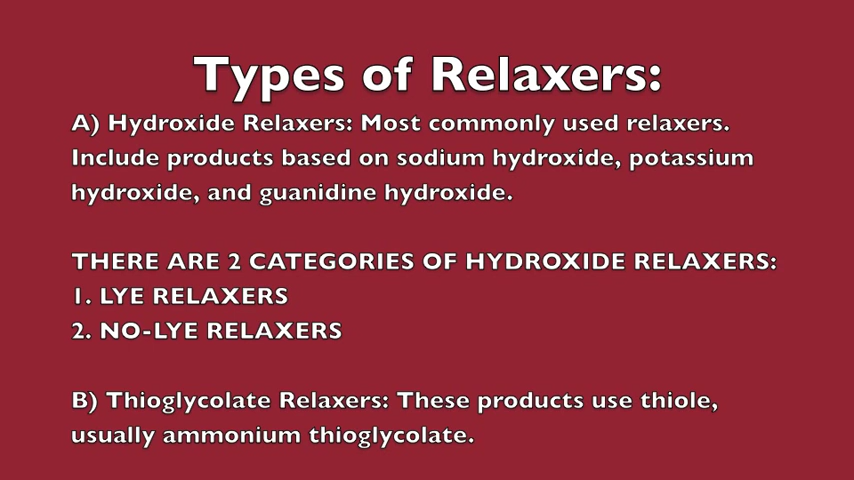 Types of Relaxers:
A) Hydroxide Relaxers: Most commonly used relaxers.
Include products based on sodium hydroxide, potassium
hydroxide, and guanidine hydroxide.
THERE ARE 2 CATEGORIES OF HYDROXIDE RELAXERS:
1. LYE RELAXERS
2. NO-LYE RELAXERS
B) Thioglycolate Relaxers: These products use thiole,
usually ammonium thioglycolate.